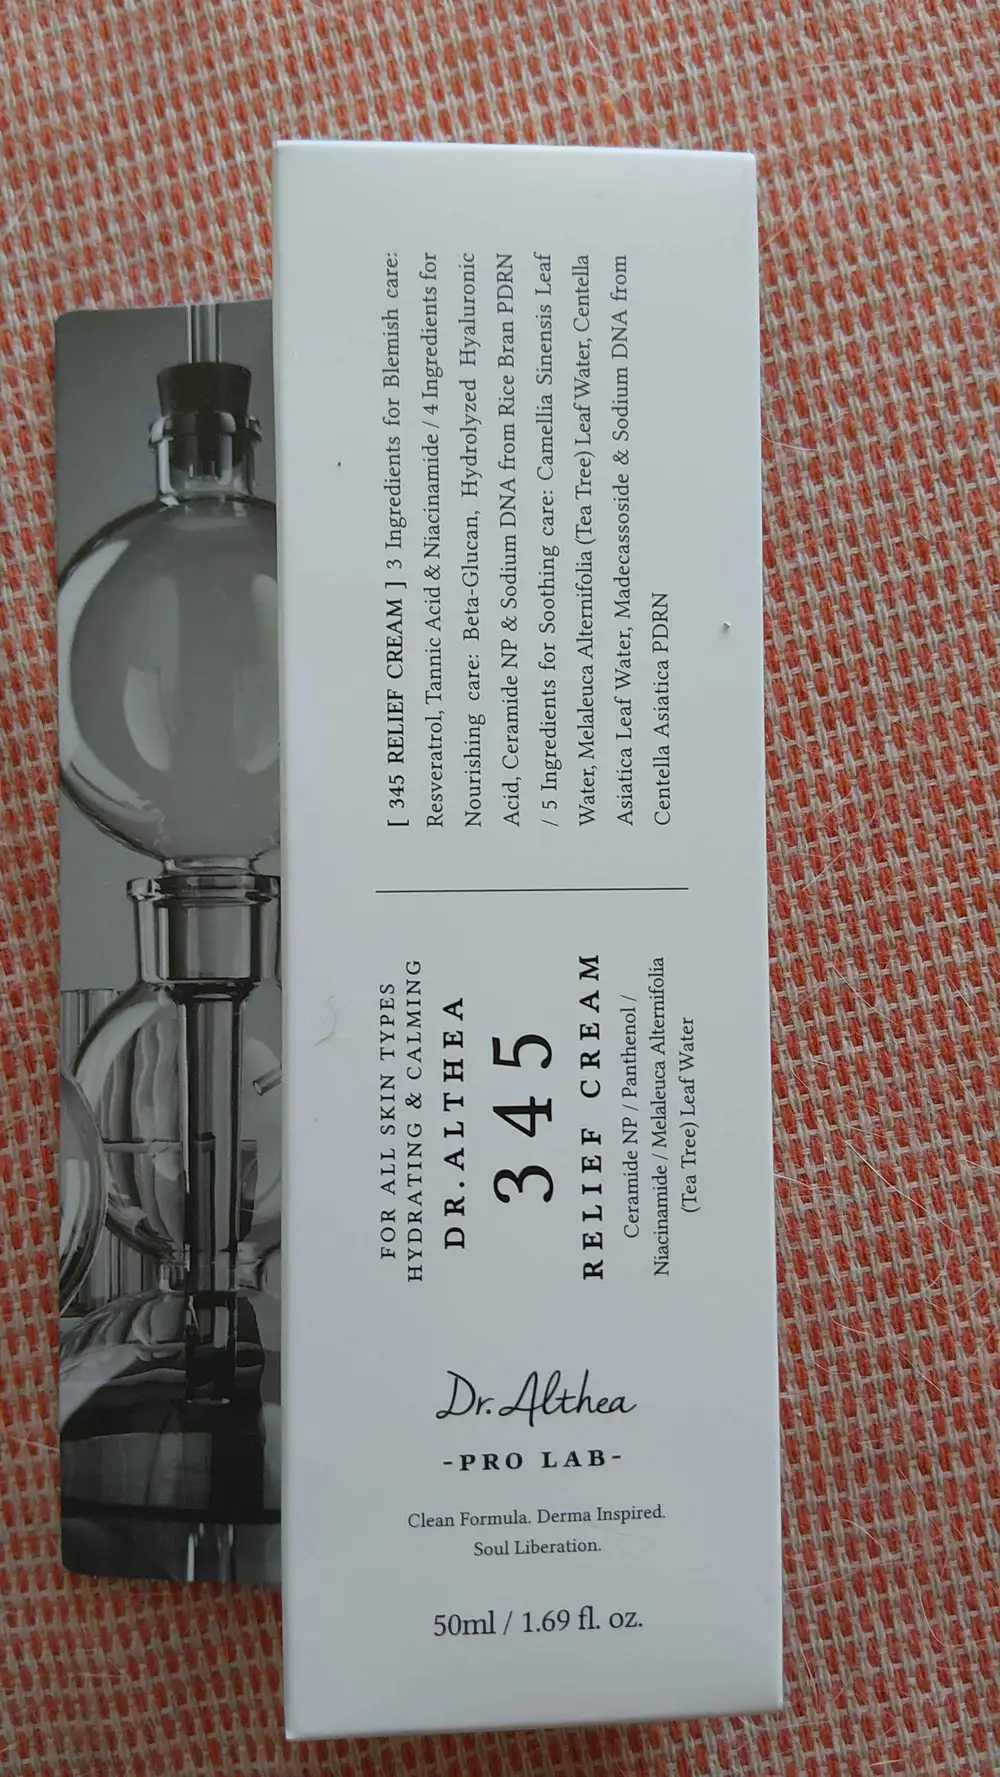 [ 345 RELIEF CREAM ] 3 Ingredients for Blemish care:
Resveratrol, Tannic Acid & Niacinamide / 4 Ingredients for
Nourishing care: Beta-Glucan, Hydrolyzed Hyaluronic
Acid, Ceramide NP & Sodium DNA from Rice Bran PDRN
/ 5 Ingredients for Soothing care: Camellia Sinensis Leaf
Water, Melaleuca Alternifolia (Tea Tree) Leaf Water, Centella
Asiatica Leaf Water, Madecassoside & Sodium DNA from
Centella Asiatica PDRN
FOR ALL SKIN TYPES
HYDRATING & CALMING
DR.ALTHEA
345
RELIEF CREAM
Ceramide NP / Panthenol /
Niacinamide / Melaleuca Alternifolia
(Tea Tree) Leaf Water
Dr.Althea
-PRO LAB-
Clean Formula. Derma Inspired.
Soul Liberation.
50ml / 1.69 fl. oz.